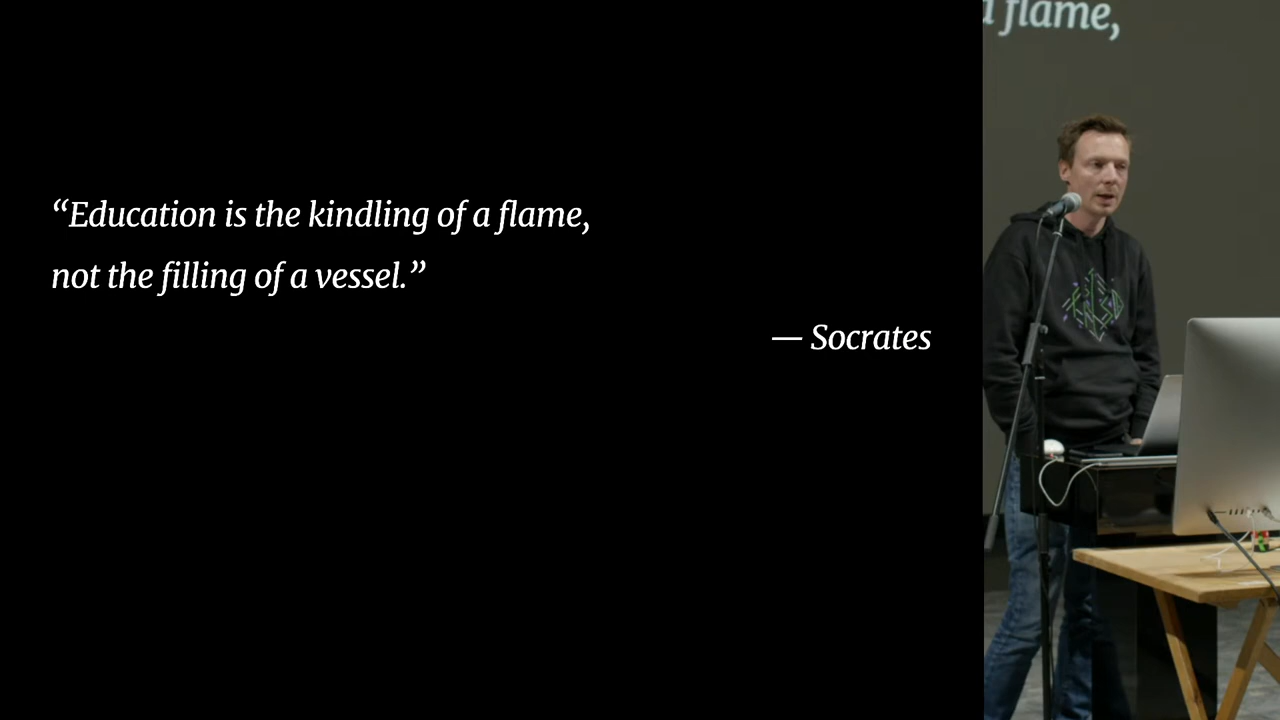 “Education is the kindling of a flame,
not the filling of a vessel.”
— Socrates
a flame,